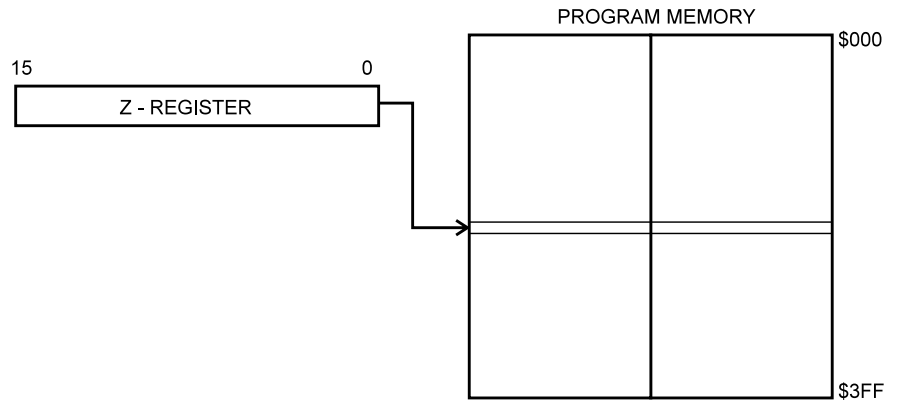 PROGRAM MEMORY
$000
15
0
Z - REGISTER
$3FF